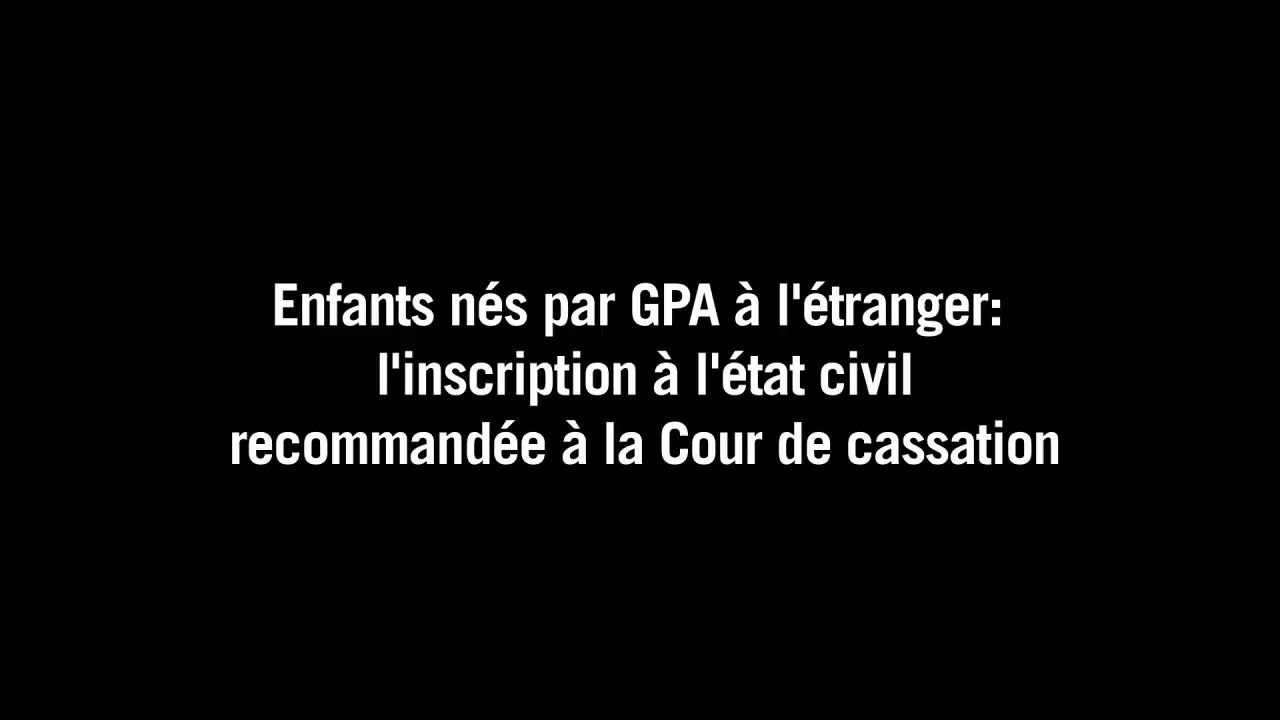 Enfants nés par GPA à l'étranger:
l'inscription à l'état civil
recommandée à la Cour de cassation